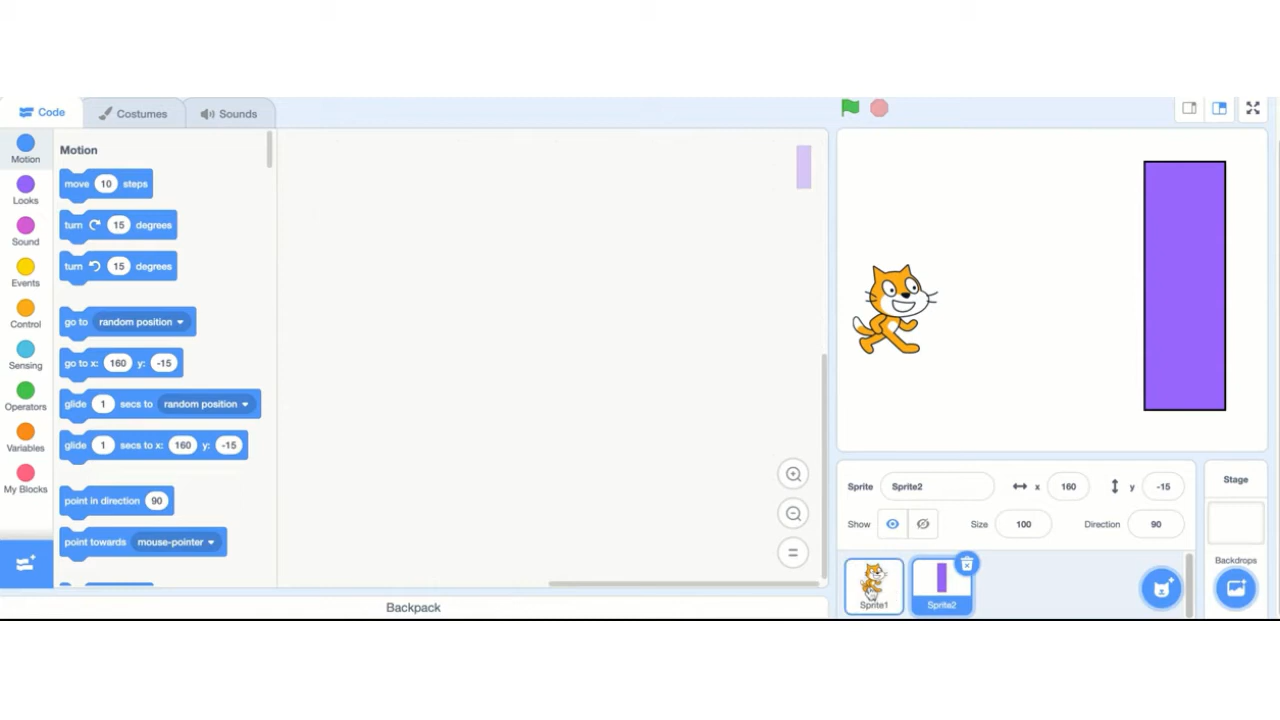 Code
Costumes
Sounds
Motion
Looks
Sound
Events
Control
Sensing
Operators
Variables
My Blocks
Motion
move 10 steps
turn 15 degrees
turn 15 degrees
go to random position
go to x: 160 y: -15
glide 1 secs to random position
glide 1 secs to x: 160 y: -15
point in direction 90
point towards mouse-pointer
Backpack
Sprite Sprite2 x 160 y -15
Show Size 100 Direction 90
Sprite1
Sprite2
Stage
Backdrops